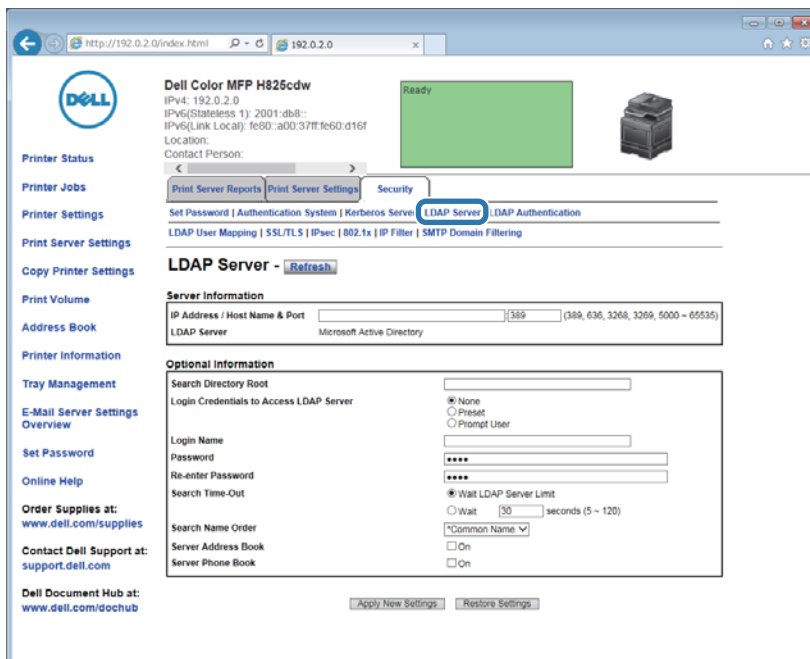 http://192.0.2.0/index.html
192.0.2.0
DELL
Dell Color MFP H825cdw
IPv4: 192.0.2.0
IPv6(Stateless 1): 2001:db8::
IPv6(Link Local): fe80::a00:37ff:fe60:d16f
Location:
Contact Person:
Ready
Printer Status
Printer Jobs
Printer Settings
Print Server Settings
Copy Printer Settings
Print Volume
Address Book
Printer Information
Tray Management
E-Mail Server Settings
Overview
Set Password
Online Help
Order Supplies at:
www.dell.com/supplies
Contact Dell Support at:
support.dell.com
Dell Document Hub at:
www.dell.com/dochub
Print Server Reports Print Server Settings Security
Set Password | Authentication System | Kerberos Server LDAP Server LDAP Authentication
LDAP User Mapping | SSL/TLS | IPsec | 802.1x | IP Filter | SMTP Domain Filtering
LDAP Server - Refresh
Server Information
IP Address / Host Name & Port :389 (389, 636, 3268, 3269, 5000 ~ 65535)
LDAP Server Microsoft Active Directory
Optional Information
Search Directory Root
Login Credentials to Access LDAP Server None
Preset
Prompt User
Login Name
Password ••••
Re-enter Password ••••
Search Time-Out Wait LDAP Server Limit
Wait 30 seconds (5 ~ 120)
Search Name Order *Common Name
Server Address Book On
Server Phone Book On
Apply New Settings Restore Settings